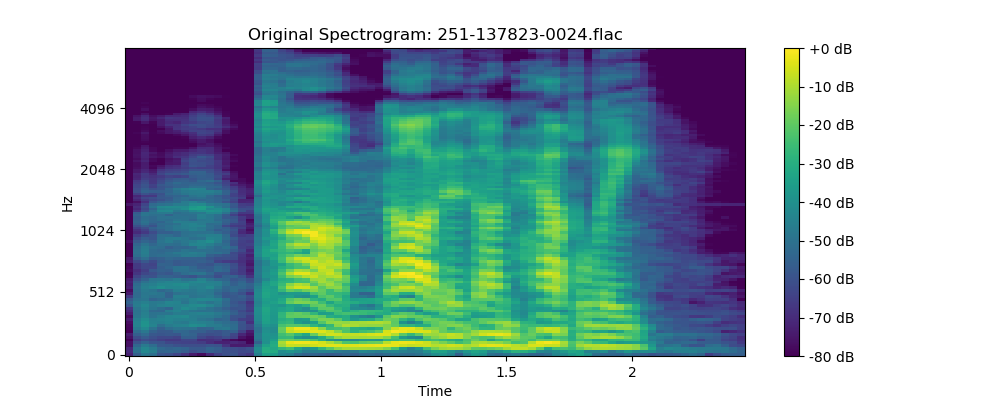 Original Spectrogram: 251-137823-0024.flac
Hz
4096
2048
1024
512
0
0 0.5 1 1.5 2
Time
+0 dB
-10 dB
-20 dB
-30 dB
-40 dB
-50 dB
-60 dB
-70 dB
-80 dB